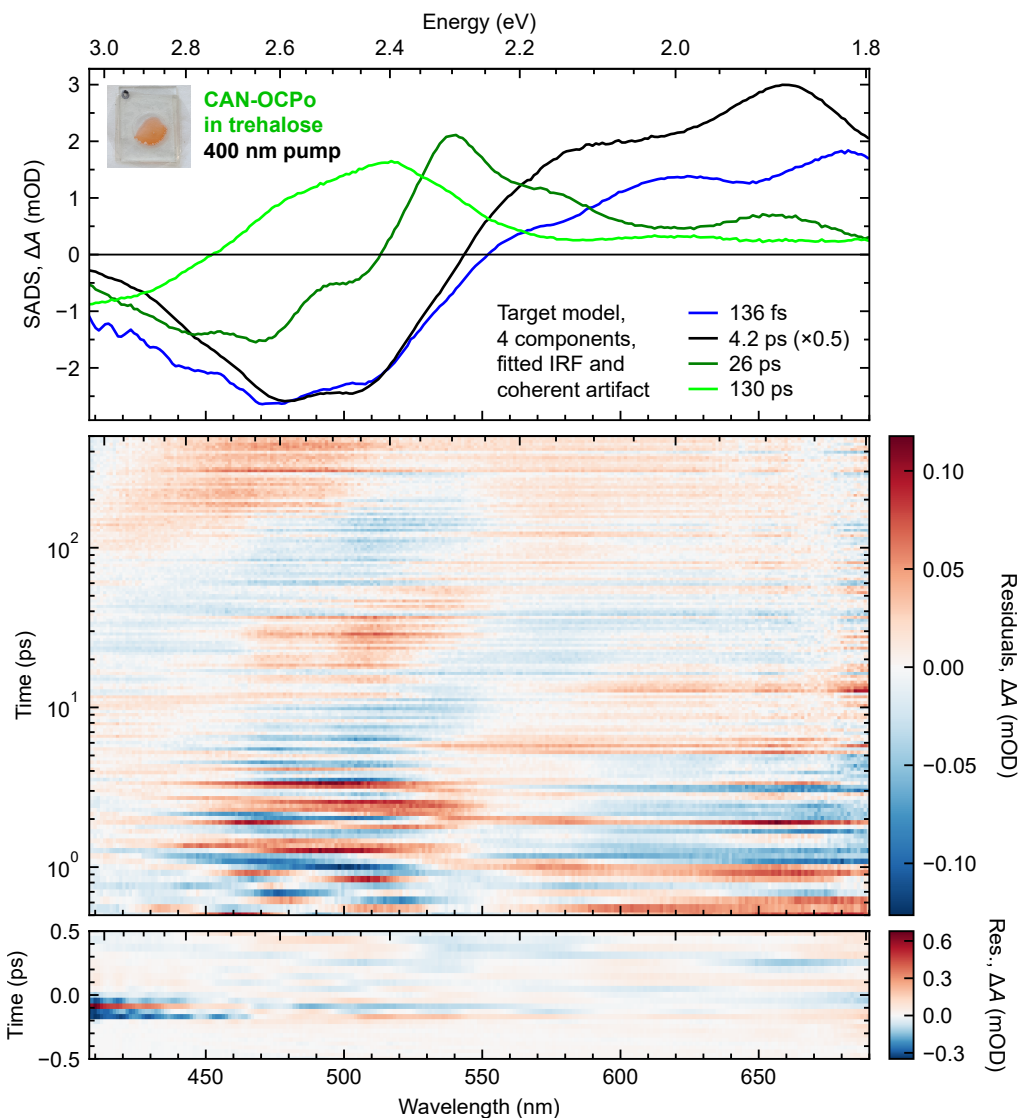 Energy (eV)
3.0 2.8 2.6 2.4 2.2 2.0 1.8
3
2
1
0
−1
−2
SADS, ΔA (mOD)
CAN-OCPo
in trehalose
400 nm pump
Target model,
4 components,
fitted IRF and
coherent artifact
136 fs
4.2 ps (×0.5)
26 ps
130 ps
Time (ps)
10²
10¹
10⁰
0.10
0.05
0.00
−0.05
−0.10
Residuals, ΔA (mOD)
Time (ps)
0.5
0.0
−0.5
0.6
0.3
0.0
−0.3
Res., ΔA (mOD)
450 500 550 600 650
Wavelength (nm)